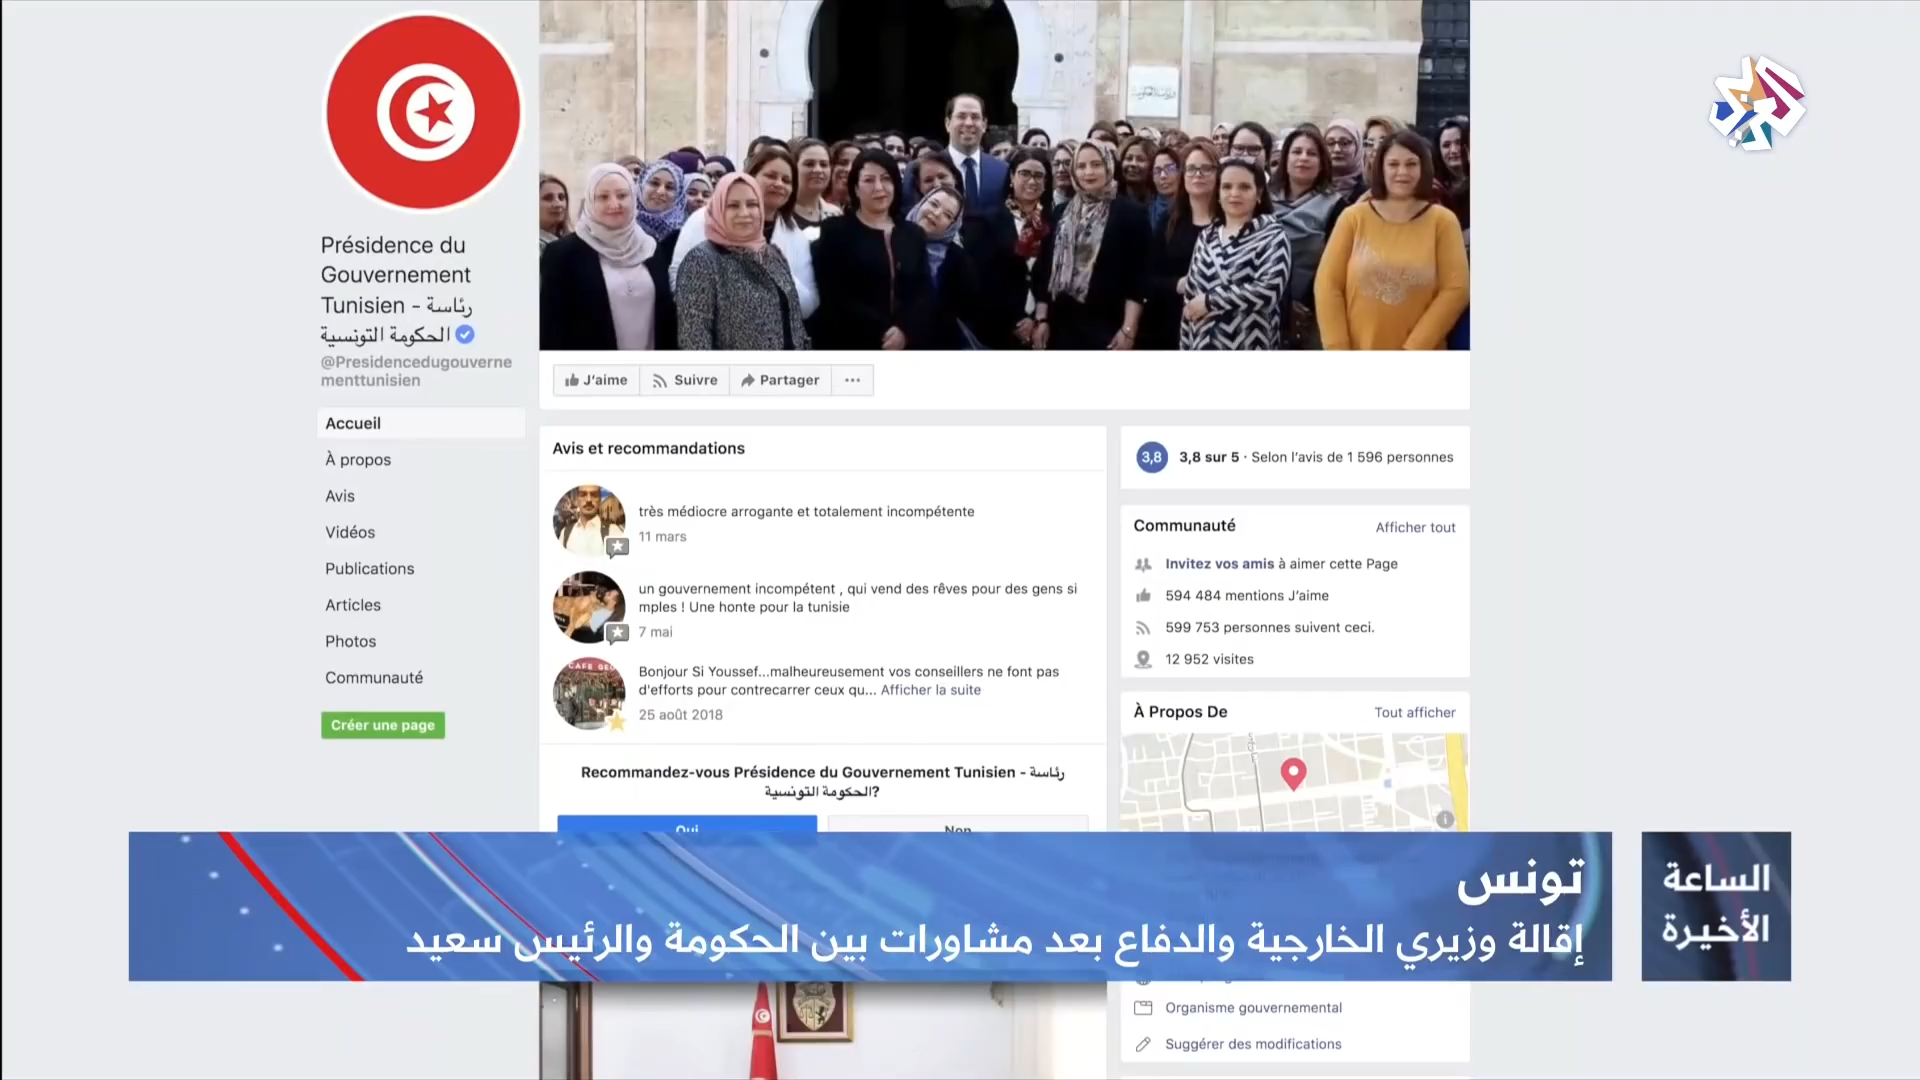 Présidence du
Gouvernement
Tunisien - رئاسة
الحكومة التونسية
@Presidencedugouverne
menttunisien
Accueil
À propos
Avis
Vidéos
Publications
Articles
Photos
Communauté
Créer une page
J'aime
Suivre
Partager
Avis et recommandations
très médiocre arrogante et totalement incompétente
11 mars
un gouvernement incompétent , qui vend des rêves pour des gens si
mples ! Une honte pour la tunisie
7 mai
Bonjour Si Youssef...malheureusement vos conseillers ne font pas
d'efforts pour contrecarrer ceux qu... Afficher la suite
25 août 2018
Recommandez-vous Présidence du Gouvernement Tunisien - رئاسة
الحكومة التونسية?
Oui
Non
3,8
3,8 sur 5 · Selon l'avis de 1 596 personnes
Communauté
Afficher tout
Invitez vos amis à aimer cette Page
594 484 mentions J'aime
599 753 personnes suivent ceci.
12 952 visites
À Propos De
Tout afficher
تونس
إقالة وزيري الخارجية والدفاع بعد مشاورات بين الحكومة والرئيس سعيد
الساعة
الأخيرة
Organisme gouvernemental
Suggérer des modifications